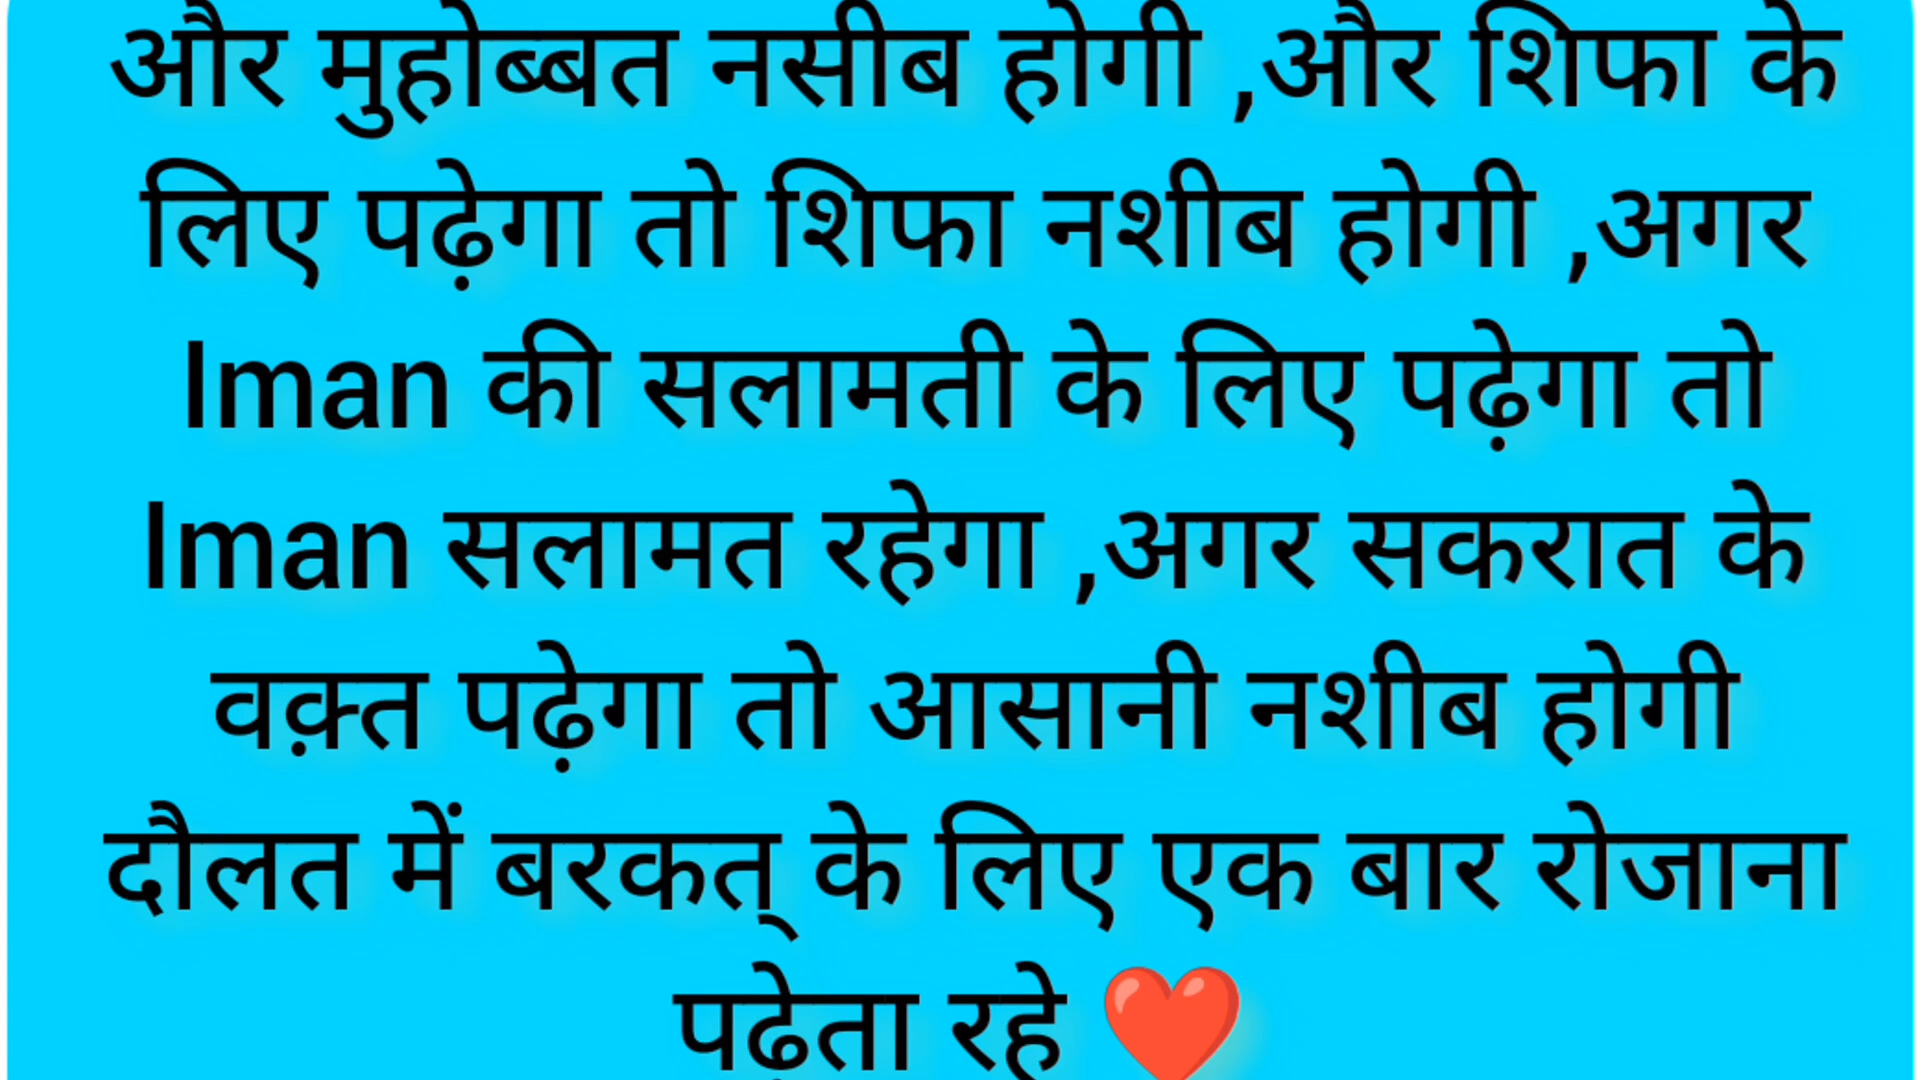 और मुहोब्बत नसीब होगी ,और शिफा के
लिए पढ़ेगा तो शिफा नशीब होगी ,अगर
Iman की सलामती के लिए पढ़ेगा तो
Iman सलामत रहेगा ,अगर सकरात के
वक़्त पढ़ेगा तो आसानी नशीब होगी
दौलत में बरकत् के लिए एक बार रोजाना
पढ़ेता रहे ❤️